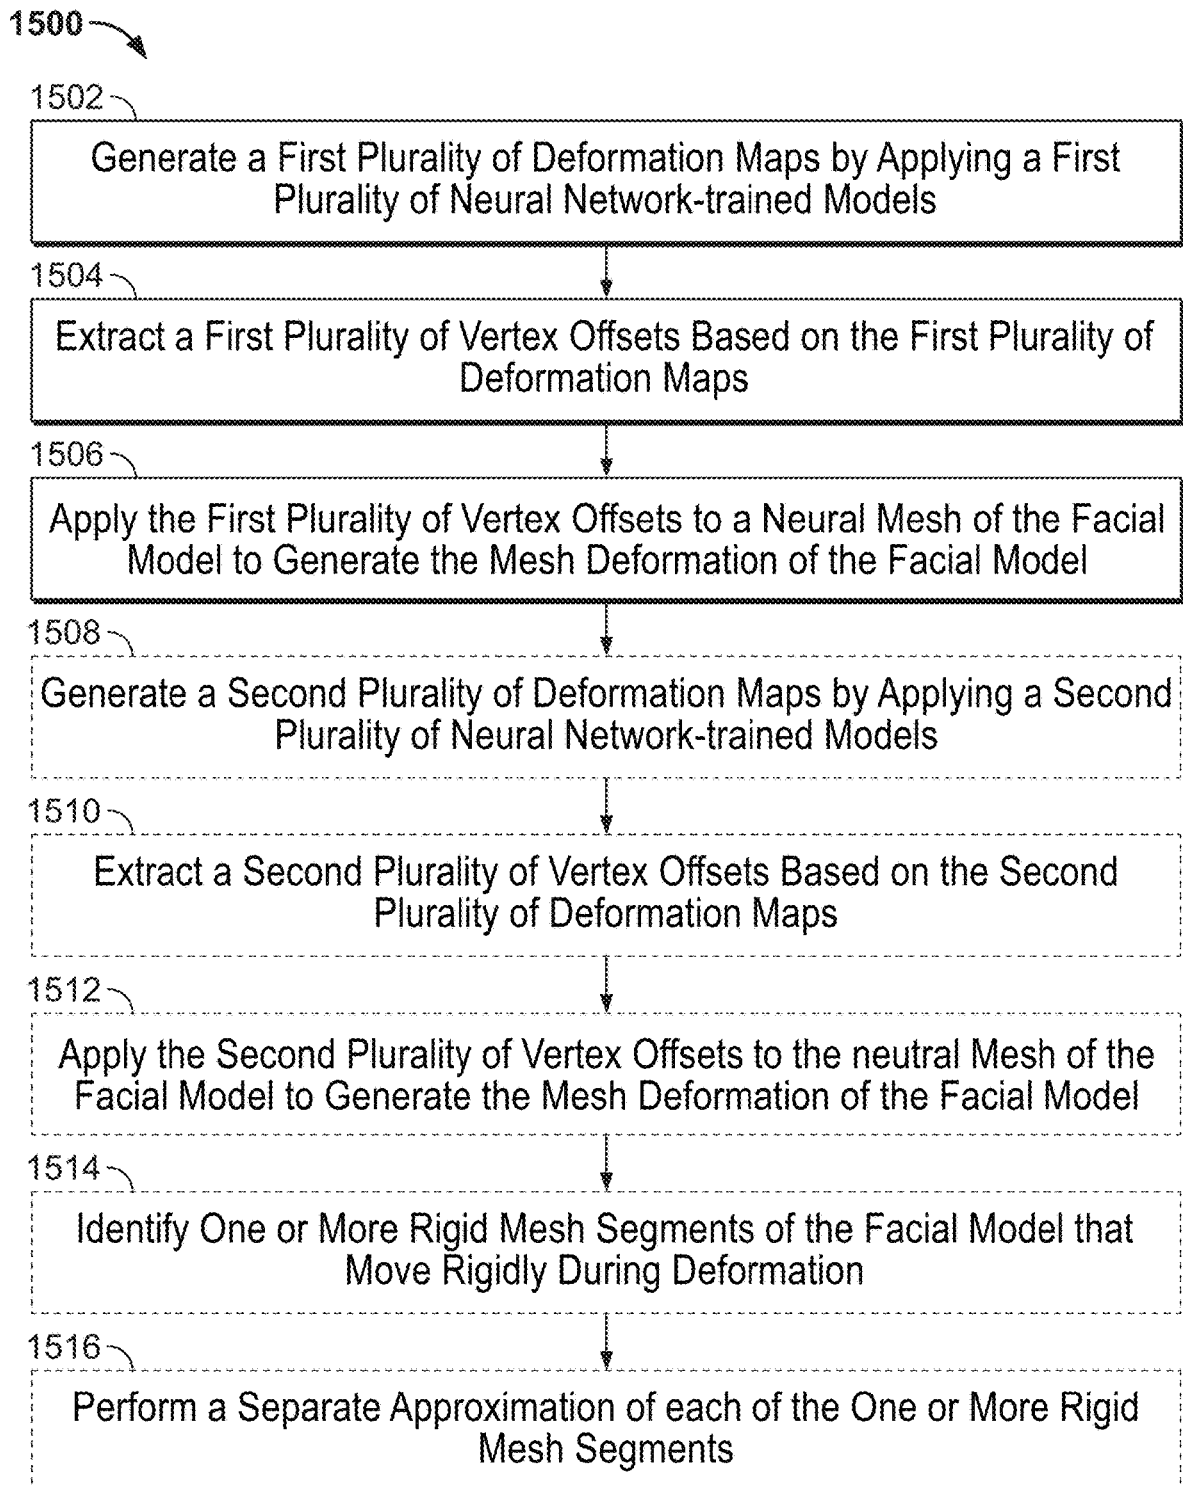 1500
1502
Generate a First Plurality of Deformation Maps by Applying a First
Plurality of Neural Network-trained Models
1504
Extract a First Plurality of Vertex Offsets Based on the First Plurality of
Deformation Maps
1506
Apply the First Plurality of Vertex Offsets to a Neural Mesh of the Facial
Model to Generate the Mesh Deformation of the Facial Model
1508
Generate a Second Plurality of Deformation Maps by Applying a Second
Plurality of Neural Network-trained Models
1510
Extract a Second Plurality of Vertex Offsets Based on the Second
Plurality of Deformation Maps
1512
Apply the Second Plurality of Vertex Offsets to the neutral Mesh of the
Facial Model to Generate the Mesh Deformation of the Facial Model
1514
Identify One or More Rigid Mesh Segments of the Facial Model that
Move Rigidly During Deformation
1516
Perform a Separate Approximation of each of the One or More Rigid
Mesh Segments